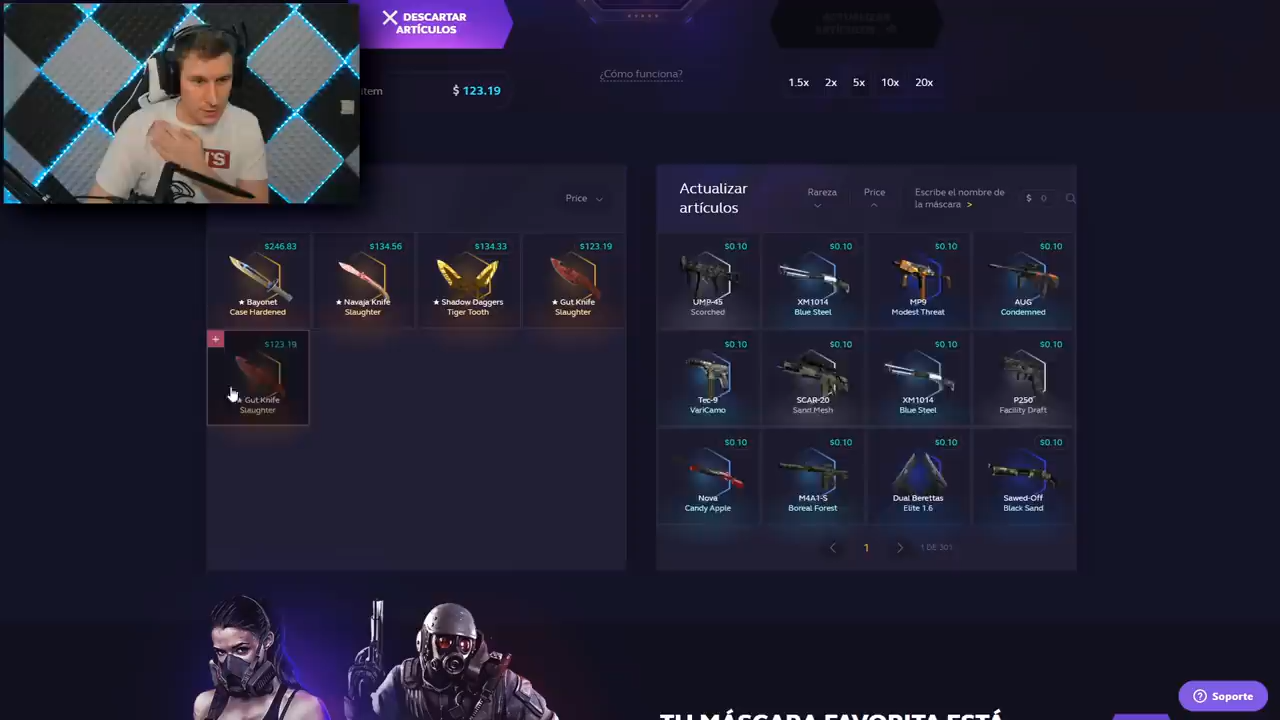 DESCARTAR
ARTÍCULOS
item
$ 123.19
¿Cómo funciona?
1.5x 2x 5x 10x 20x
Price
Actualizar
artículos
Rareza
Price
Escribe el nombre de
la máscara >
$ 0
$246.83
★ Bayonet
Case Hardened
$134.56
★ Navaja Knife
Slaughter
$134.33
★ Shadow Daggers
Tiger Tooth
$123.19
★ Gut Knife
Slaughter
+
$123.19
★ Gut Knife
Slaughter
$0.10
UMP-45
Scorched
$0.10
XM1014
Blue Steel
$0.10
MP9
Modest Threat
$0.10
AUG
Condemned
$0.10
Tec-9
VariCamo
$0.10
SCAR-20
Sand Mesh
$0.10
XM1014
Blue Steel
$0.10
P250
Facility Draft
$0.10
Nova
Candy Apple
$0.10
M4A1-S
Boreal Forest
$0.10
Dual Berettas
Elite 1.6
$0.10
Sawed-Off
Black Sand
1
1 DE 301
TU MÁSCARA FAVORITA ESTÁ
Soporte